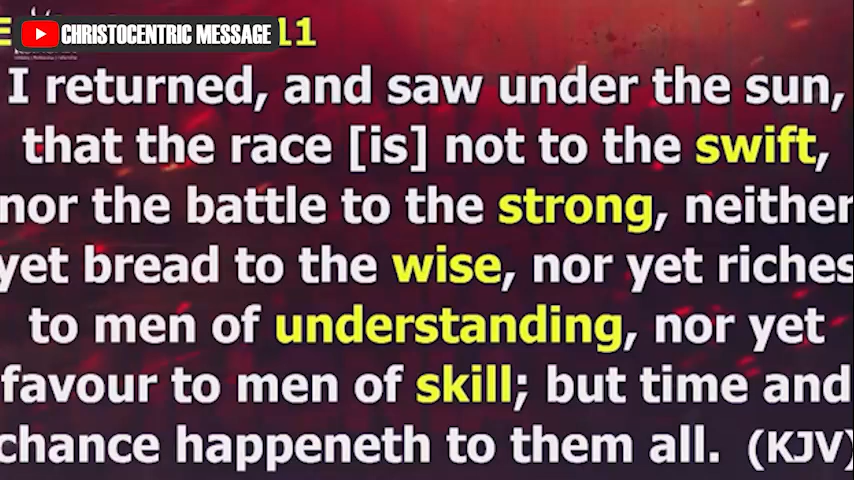 E
CHRISTOCENTRIC MESSAGE
11
I returned, and saw under the sun,
that the race [is] not to the swift,
nor the battle to the strong, neither
yet bread to the wise, nor yet riches
to men of understanding, nor yet
favour to men of skill; but time and
chance happeneth to them all. (KJV)